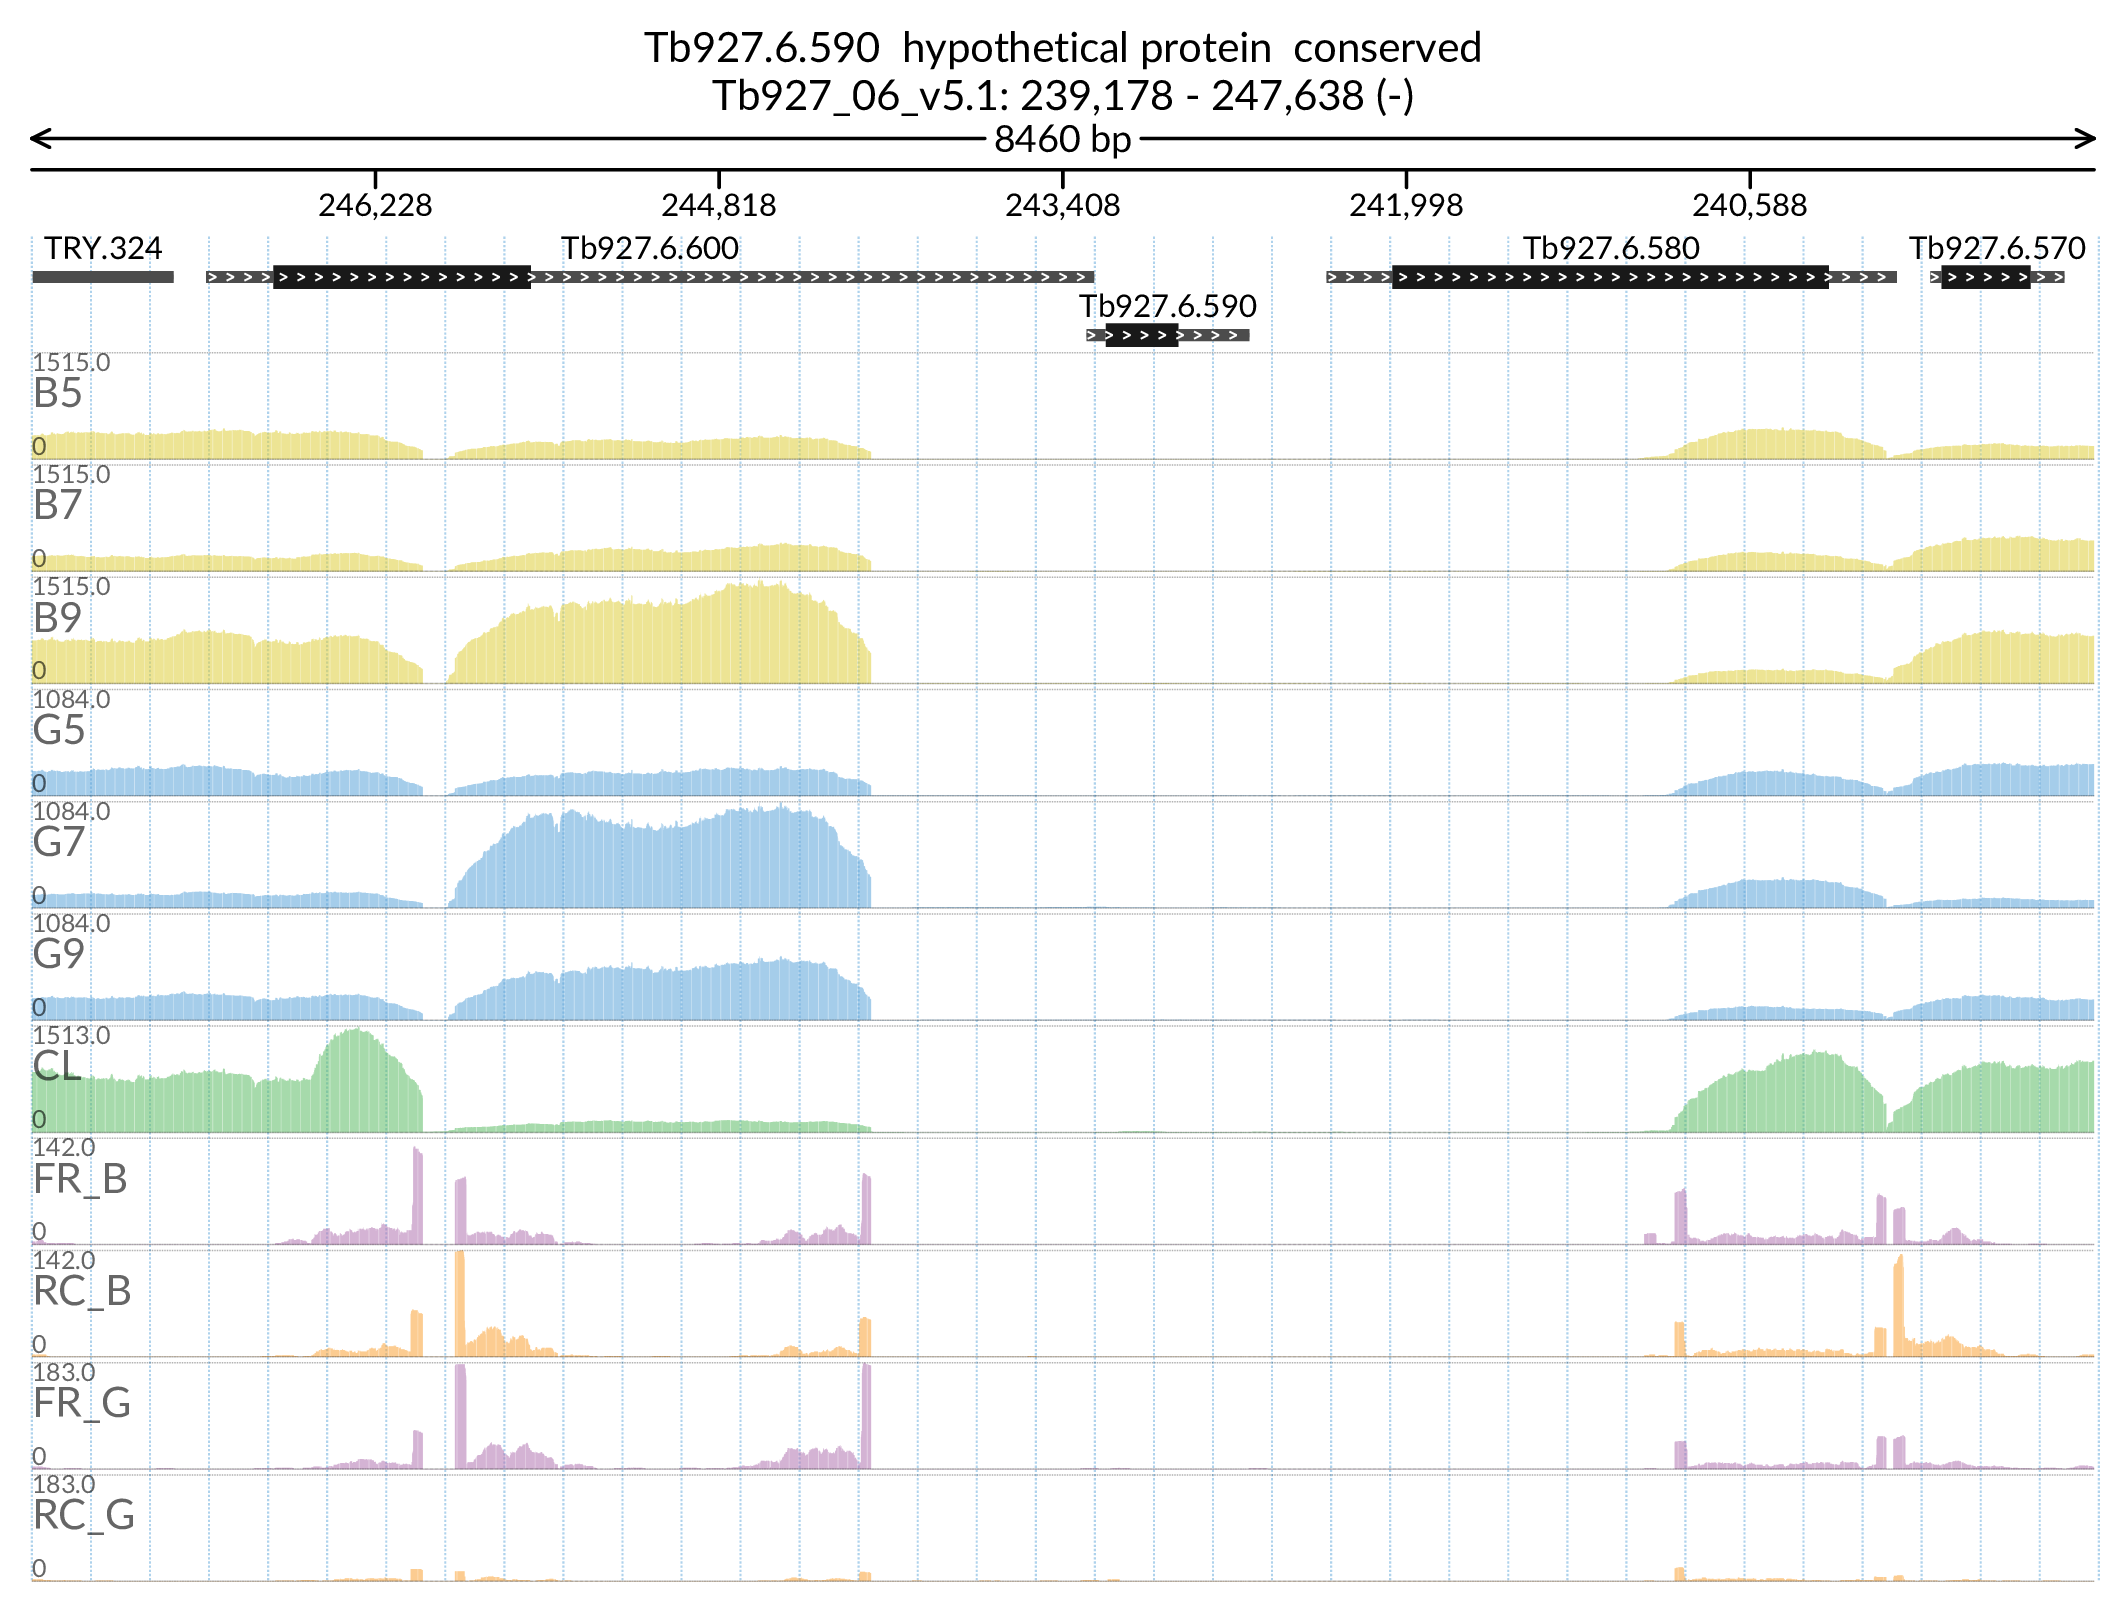 Tb927.6.590  hypothetical protein  conserved
Tb927_06_v5.1: 239,178 - 247,638 (-)
8460 bp
246,228 244,818 243,408 241,998 240,588
TRY.324 Tb927.6.600 Tb927.6.580 Tb927.6.570
Tb927.6.590
1515.0
B5
0
1515.0
B7
0
1515.0
B9
0
1084.0
G5
0
1084.0
G7
0
1084.0
G9
0
1513.0
CL
0
142.0
FR_B
0
142.0
RC_B
0
183.0
FR_G
0
183.0
RC_G
0